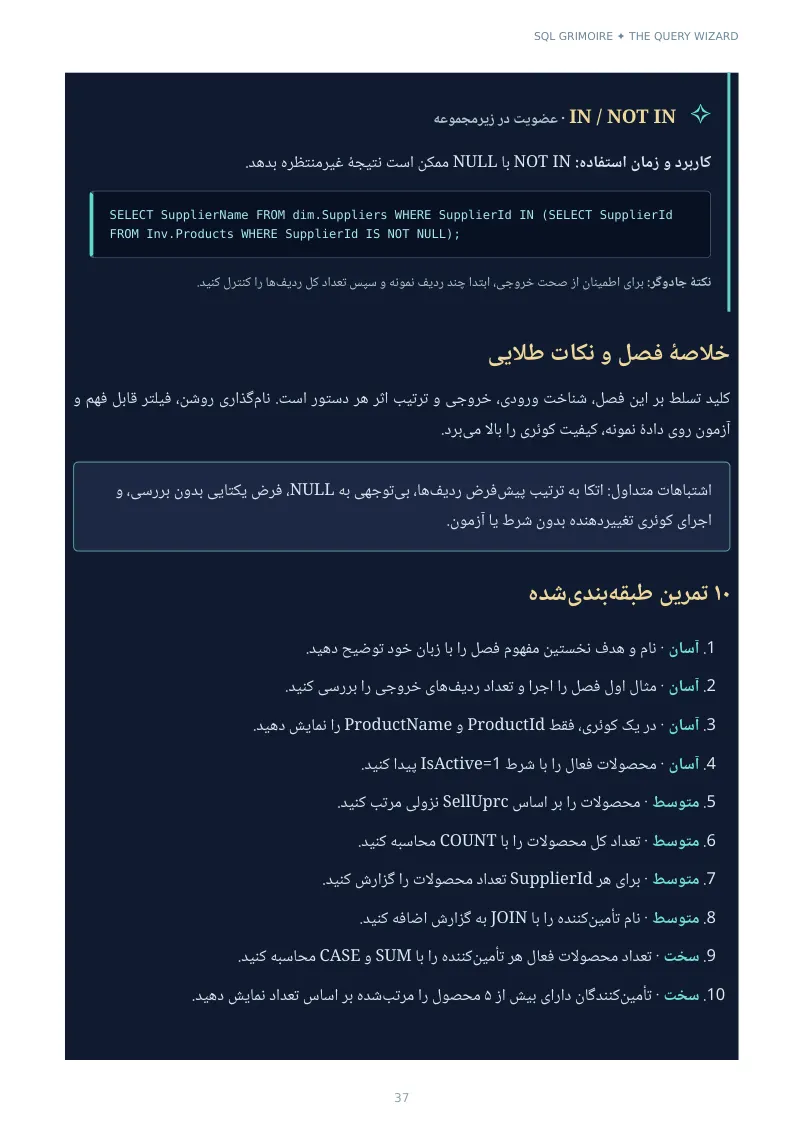 SQL GRIMOIRE ✦ THE QUERY WIZARD
✧ IN / NOT IN · عضویت در زیرمجموعه
کاربرد و زمان استفاده: NOT IN با NULL ممکن است نتیجهٔ غیرمنتظره بدهد.
SELECT SupplierName FROM dim.Suppliers WHERE SupplierId IN (SELECT SupplierId
FROM Inv.Products WHERE SupplierId IS NOT NULL);
نکتهٔ جادوگر: برای اطمینان از صحت خروجی، ابتدا چند ردیف نمونه و سپس تعداد کل ردیف‌ها را کنترل کنید.
خلاصهٔ فصل و نکات طلایی
کلید تسلط بر این فصل، شناخت ورودی، خروجی و ترتیب اثر هر دستور است. نام‌گذاری روشن، فیلتر قابل فهم و
آزمون روی دادهٔ نمونه، کیفیت کوئری را بالا می‌برد.
اشتباهات متداول: اتکا به ترتیب پیش‌فرض ردیف‌ها، بی‌توجهی به NULL، فرض یکتایی بدون بررسی، و
اجرای کوئری تغییردهنده بدون شرط یا آزمون.
۱۰ تمرین طبقه‌بندی‌شده
1. آسان · نام و هدف نخستین مفهوم فصل را با زبان خود توضیح دهید.
2. آسان · مثال اول فصل را اجرا و تعداد ردیف‌های خروجی را بررسی کنید.
3. آسان · در یک کوئری، فقط ProductId و ProductName را نمایش دهید.
4. آسان · محصولات فعال را با شرط IsActive=1 پیدا کنید.
5. متوسط · محصولات را بر اساس SellUprc نزولی مرتب کنید.
6. متوسط · تعداد کل محصولات را با COUNT محاسبه کنید.
7. متوسط · برای هر SupplierId تعداد محصولات را گزارش کنید.
8. متوسط · نام تأمین‌کننده را با JOIN به گزارش اضافه کنید.
9. سخت · تعداد محصولات فعال هر تأمین‌کننده را با SUM و CASE محاسبه کنید.
10. سخت · تأمین‌کنندگان دارای بیش از ۵ محصول را مرتب‌شده بر اساس تعداد نمایش دهید.
37